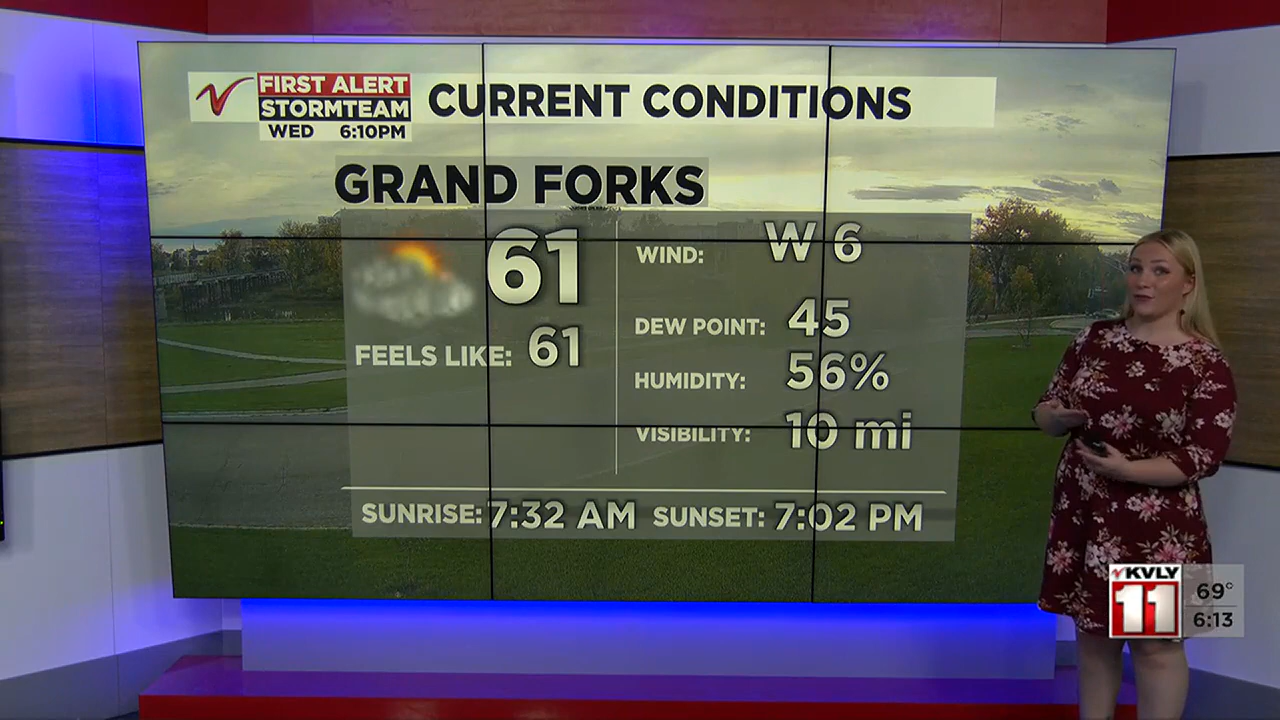 FIRST ALERT
STORMTEAM
WED 6:10PM
CURRENT CONDITIONS
GRAND FORKS
61
FEELS LIKE: 61
WIND: W 6
DEW POINT: 45
HUMIDITY: 56%
VISIBILITY: 10 mi
SUNRISE: 7:32 AM SUNSET: 7:02 PM
KVLY
11
69°
6:13